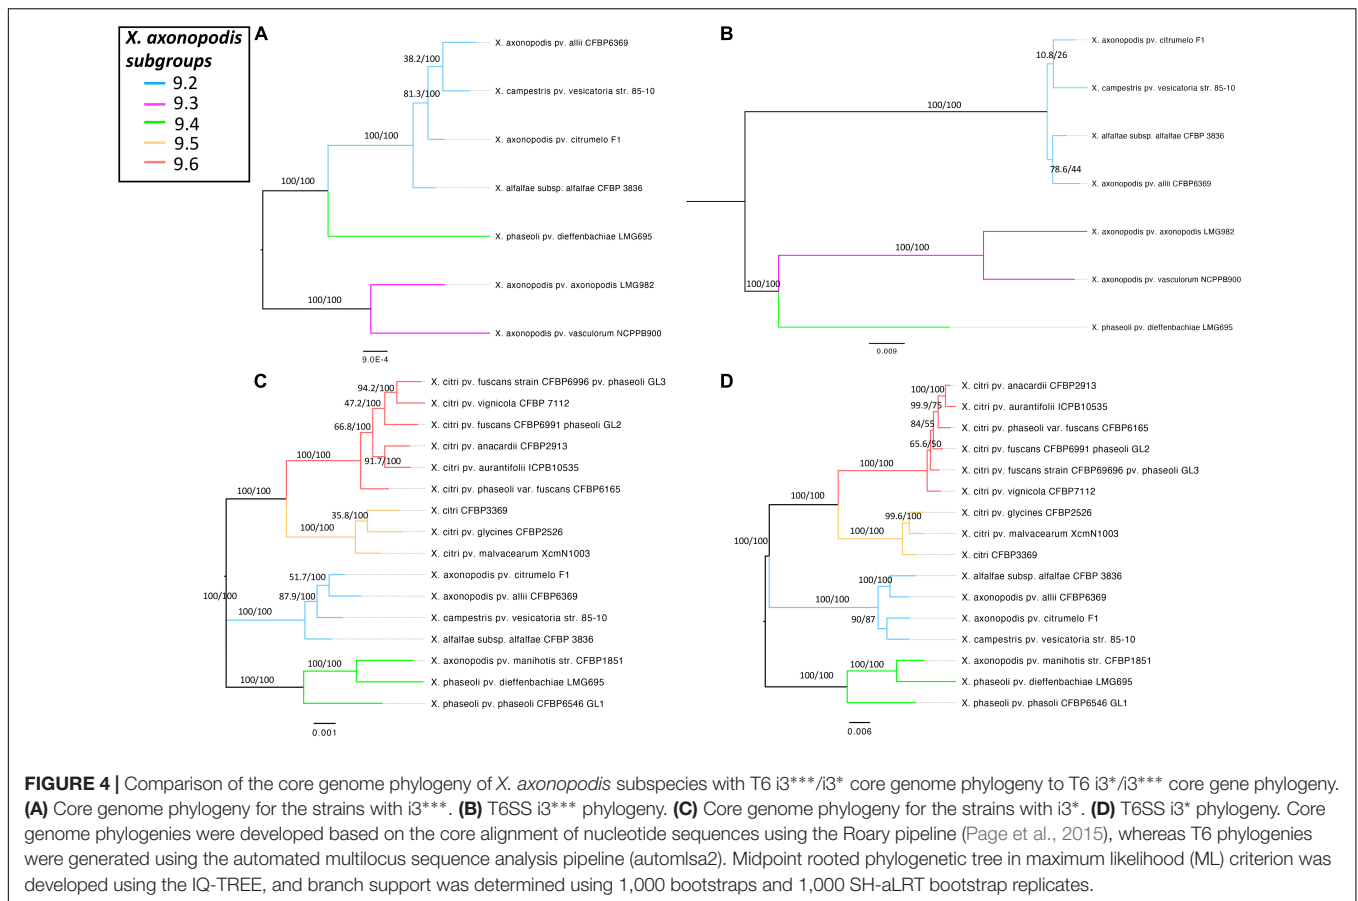 X. axonopodis
subgroups
9.2
9.3
9.4
9.5
9.6
A
X. axonopodis pv. allii CFBP6369
38.2/100
X. campestris pv. vesicatoria str. 85-10
81.3/100
100/100
X. axonopodis pv. citrumelo F1
100/100
X. alfalfae subsp. alfalfae CFBP 3836
X. phaseoli pv. dieffenbachiae LMG695
X. axonopodis pv. axonopodis LMG982
100/100
X. axonopodis pv. vasculorum NCPPB900
9.0E-4
B
X. axonopodis pv. citrumelo F1
10.8/26
X. campestris pv. vesicatoria str. 85-10
100/100
X. alfalfae subsp. alfalfae CFBP 3836
78.6/44
X. axonopodis pv. allii CFBP6369
X. axonopodis pv. axonopodis LMG982
100/100
X. axonopodis pv. vasculorum NCPPB900
100/100
X. phaseoli pv. dieffenbachiae LMG695
0.009
C
X. citri pv. fuscans strain CFBP6996 pv. phaseoli GL3
94.2/100
X. citri pv. vignicola CFBP 7112
47.2/100
X. citri pv. fuscans CFBP6991 phaseoli GL2
66.8/100
X. citri pv. anacardii CFBP2913
91.7/100
100/100
X. citri pv. aurantifolii ICPB10535
X. citri pv. phaseoli var. fuscans CFBP6165
100/100
X. citri CFBP3369
35.8/100
X. citri pv. glycines CFBP2526
100/100
X. citri pv. malvacearum XcmN1003
X. axonopodis pv. citrumelo F1
51.7/100
X. axonopodis pv. allii CFBP6369
87.9/100
100/100
X. campestris pv. vesicatoria str. 85-10
100/100
X. alfalfae subsp. alfalfae CFBP 3836
X. axonopodis pv. manihotis str. CFBP1851
100/100
X. phaseoli pv. dieffenbachiae LMG695
100/100
X. phaseoli pv. phaseoli CFBP6546 GL1
0.001
D
X. citri pv. anacardii CFBP2913
100/100
X. citri pv. aurantifolii ICPB10535
99.9/75
X. citri pv. phaseoli var. fuscans CFBP6165
84/55
X. citri pv. fuscans CFBP6991 phaseoli GL2
65.6/50
100/100
X. citri pv. fuscans strain CFBP69696 pv. phaseoli GL3
X. citri pv. vignicola CFBP7112
100/100
X. citri pv. glycines CFBP2526
99.6/100
X. citri pv. malvacearum XcmN1003
100/100
X. citri CFBP3369
100/100
X. alfalfae subsp. alfalfae CFBP 3836
100/100
X. axonopodis pv. allii CFBP6369
100/100
X. axonopodis pv. citrumelo F1
90/87
X. campestris pv. vesicatoria str. 85-10
X. axonopodis pv. manihotis str. CFBP1851
100/100
X. phaseoli pv. dieffenbachiae LMG695
100/100
X. phaseoli pv. phasoli CFBP6546 GL1
0.006
FIGURE 4 | Comparison of the core genome phylogeny of X. axonopodis subspecies with T6 i3***/i3* core genome phylogeny to T6 i3*/i3*** core gene phylogeny.
(A) Core genome phylogeny for the strains with i3***. (B) T6SS i3*** phylogeny. (C) Core genome phylogeny for the strains with i3*. (D) T6SS i3* phylogeny. Core
genome phylogenies were developed based on the core alignment of nucleotide sequences using the Roary pipeline (Page et al., 2015), whereas T6 phylogenies
were generated using the automated multilocus sequence analysis pipeline (automlsa2). Midpoint rooted phylogenetic tree in maximum likelihood (ML) criterion was
developed using the IQ-TREE, and branch support was determined using 1,000 bootstraps and 1,000 SH-aLRT bootstrap replicates.